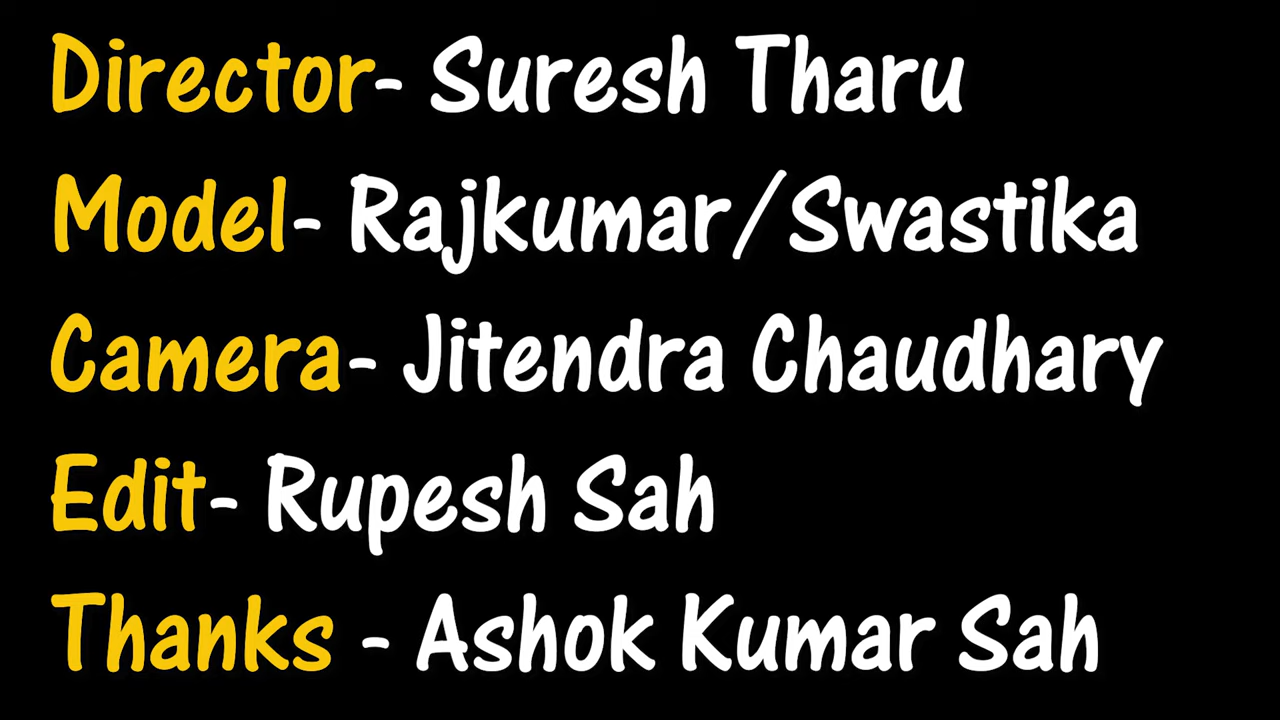 Director- Suresh Tharu
Model- Rajkumar/Swastika
Camera- Jitendra Chaudhary
Edit- Rupesh Sah
Thanks - Ashok Kumar Sah